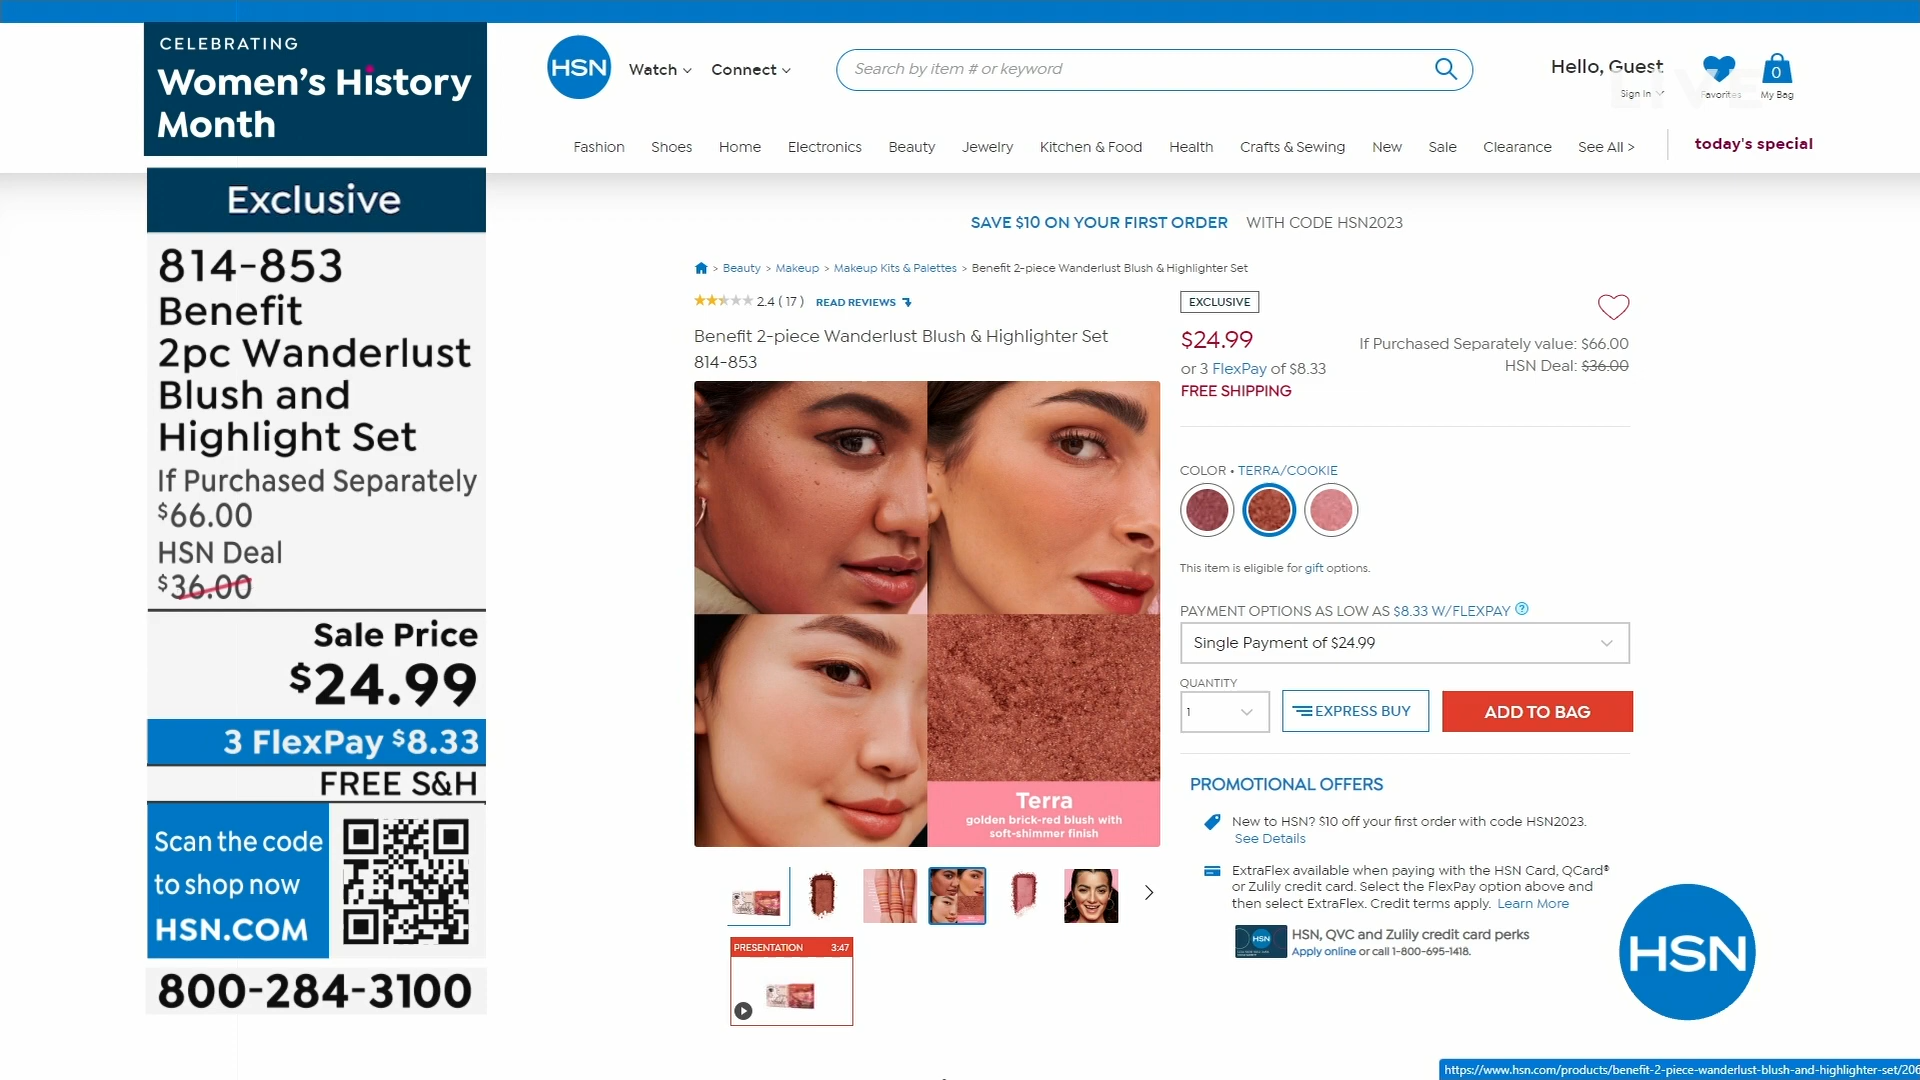 CELEBRATING
Women's History
Month
Exclusive
814-853
Benefit
2pc Wanderlust
Blush and
Highlight Set
If Purchased Separately
$66.00
HSN Deal
$36.00
Sale Price
$24.99
3 FlexPay $8.33
FREE S&H
Scan the code
to shop now
HSN.COM
800-284-3100
HSN
Watch
Connect
Search by item # or keyword
Hello, Guest
Sign In
Favorites
0
My Bag
LIVE
Fashion
Shoes
Home
Electronics
Beauty
Jewelry
Kitchen & Food
Health
Crafts & Sewing
New
Sale
Clearance
See All >
today's special
SAVE $10 ON YOUR FIRST ORDER WITH CODE HSN2023
> Beauty > Makeup > Makeup Kits & Palettes > Benefit 2-piece Wanderlust Blush & Highlighter Set
2.4 ( 17 ) READ REVIEWS
Benefit 2-piece Wanderlust Blush & Highlighter Set
814-853
Terra
golden brick-red blush with
soft-shimmer finish
PRESENTATION 3:47
EXCLUSIVE
$24.99
If Purchased Separately value: $66.00
or 3 FlexPay of $8.33
HSN Deal: $36.00
FREE SHIPPING
COLOR • TERRA/COOKIE
This item is eligible for gift options.
PAYMENT OPTIONS AS LOW AS $8.33 W/FLEXPAY ?
Single Payment of $24.99
QUANTITY
1
EXPRESS BUY
ADD TO BAG
PROMOTIONAL OFFERS
New to HSN? $10 off your first order with code HSN2023.
See Details
ExtraFlex available when paying with the HSN Card, QCard®
or Zulily credit card. Select the FlexPay option above and
then select ExtraFlex. Credit terms apply. Learn More
HSN
HSN, QVC and Zulily credit card perks
Apply online or call 1-800-695-1418.
HSN
https://www.hsn.com/products/benefit-2-piece-wanderlust-blush-and-highlighter-set/206